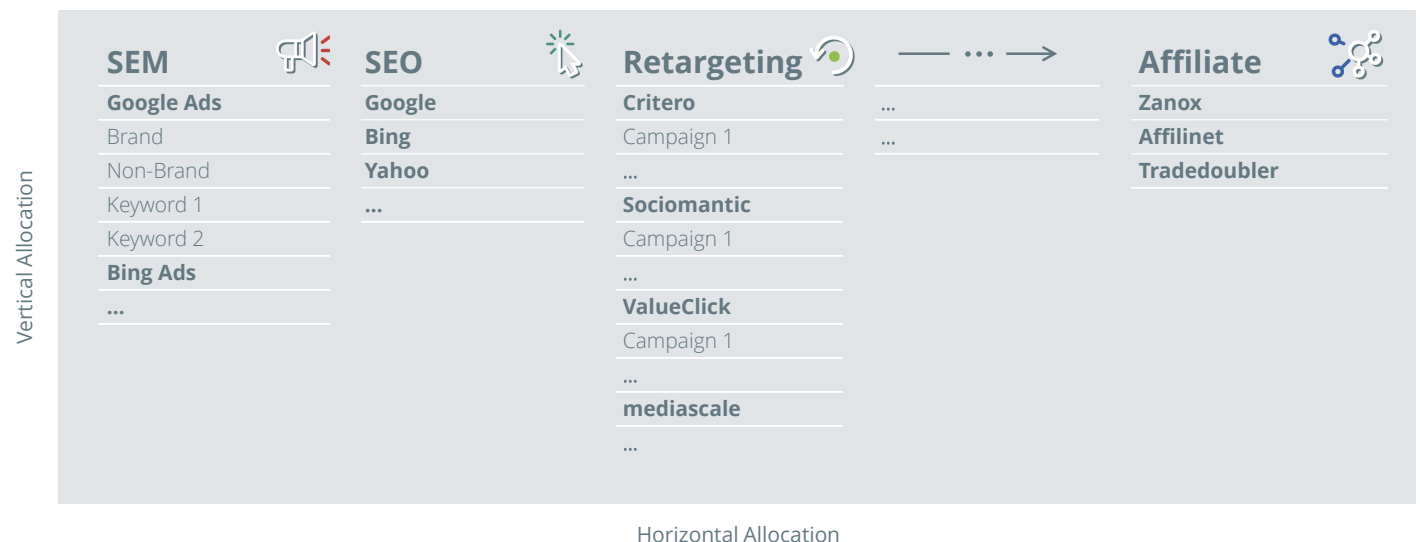 Vertical Allocation
SEM
Google Ads
Brand
Non-Brand
Keyword 1
Keyword 2
Bing Ads
...
SEO
Google
Bing
Yahoo
...
Retargeting
Critero
Campaign 1
...
Sociomantic
Campaign 1
...
ValueClick
Campaign 1
...
mediascale
...
...
...
...
Affiliate
Zanox
Affilinet
Tradedoubler
Horizontal Allocation